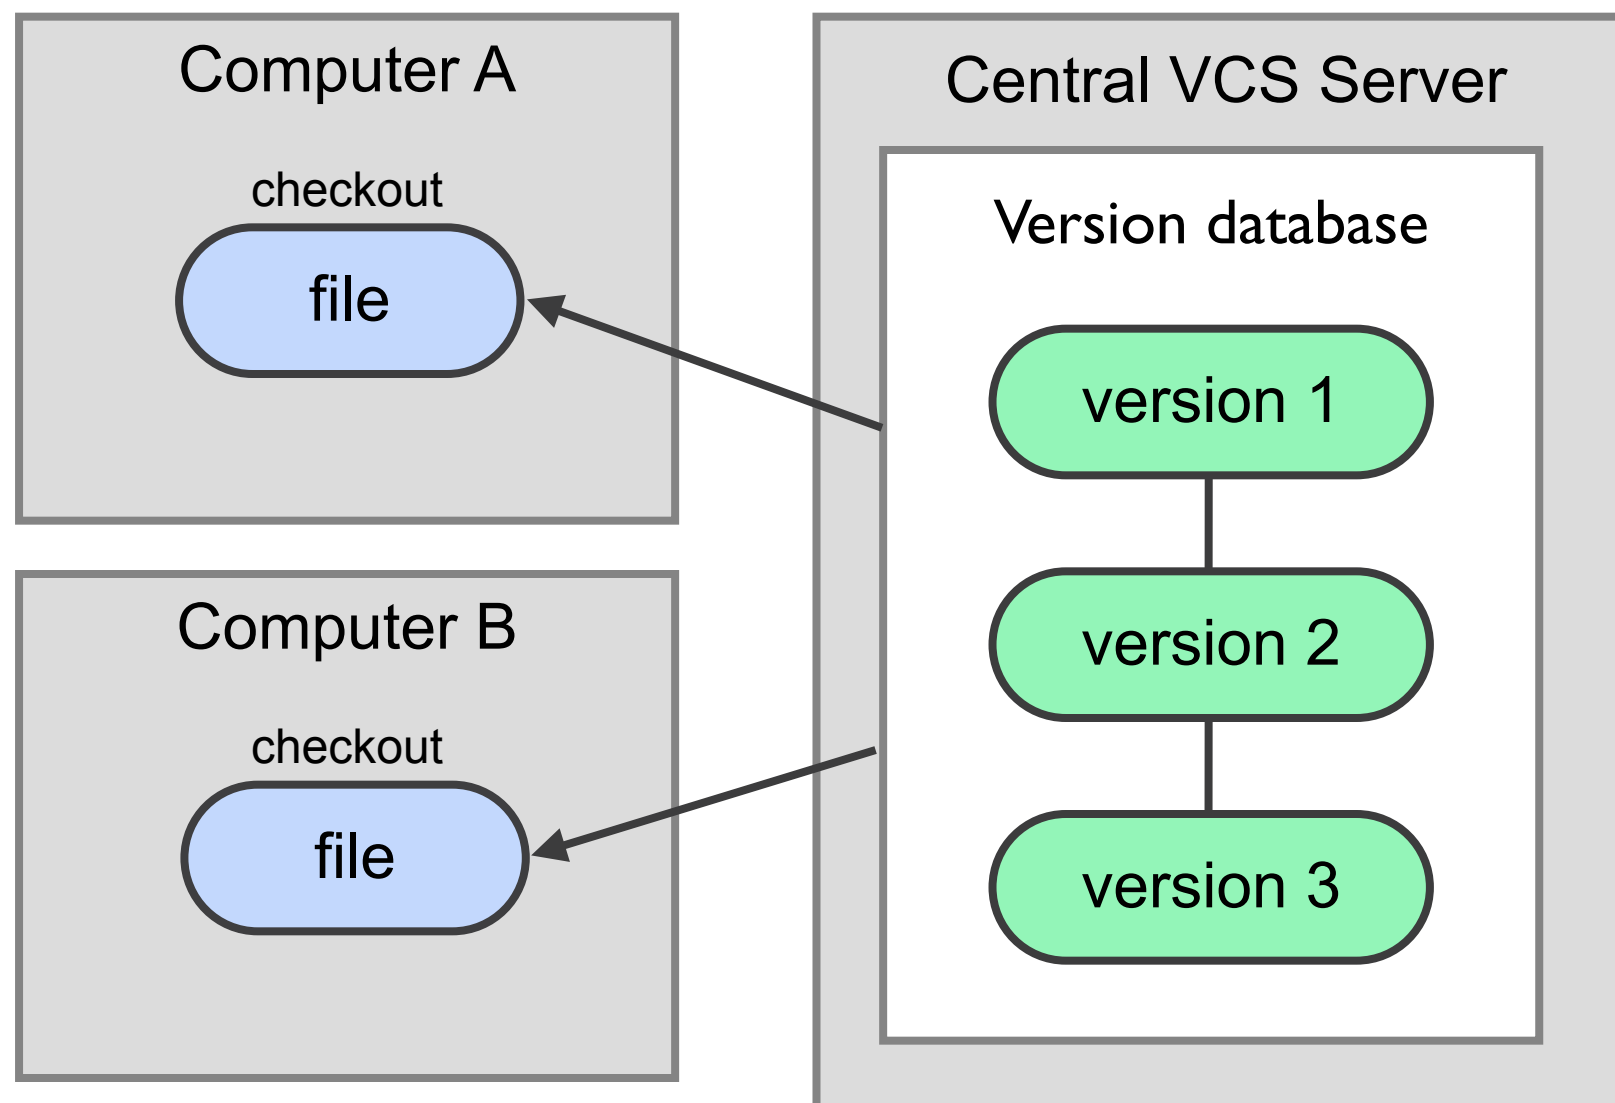 Computer A
checkout
file
Computer B
checkout
file
Central VCS Server
Version database
version 1
version 2
version 3